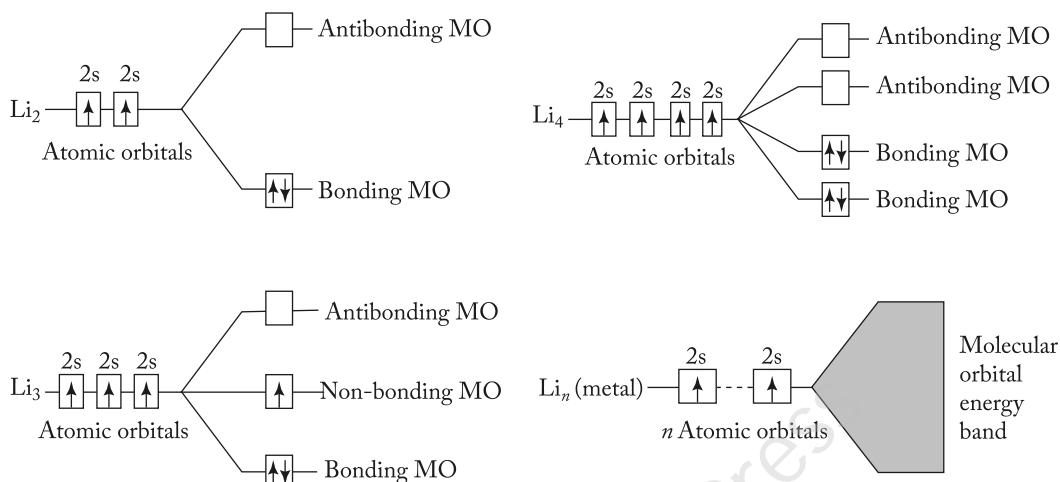 2s 2s
Li₂
Atomic orbitals
Antibonding MO
Bonding MO
2s 2s 2s 2s
Li₄
Atomic orbitals
Antibonding MO
Antibonding MO
Bonding MO
Bonding MO
2s 2s 2s
Li₃
Atomic orbitals
Antibonding MO
Non-bonding MO
Bonding MO
2s 2s
Liₙ (metal)
n Atomic orbitals
Molecular
orbital
energy
band